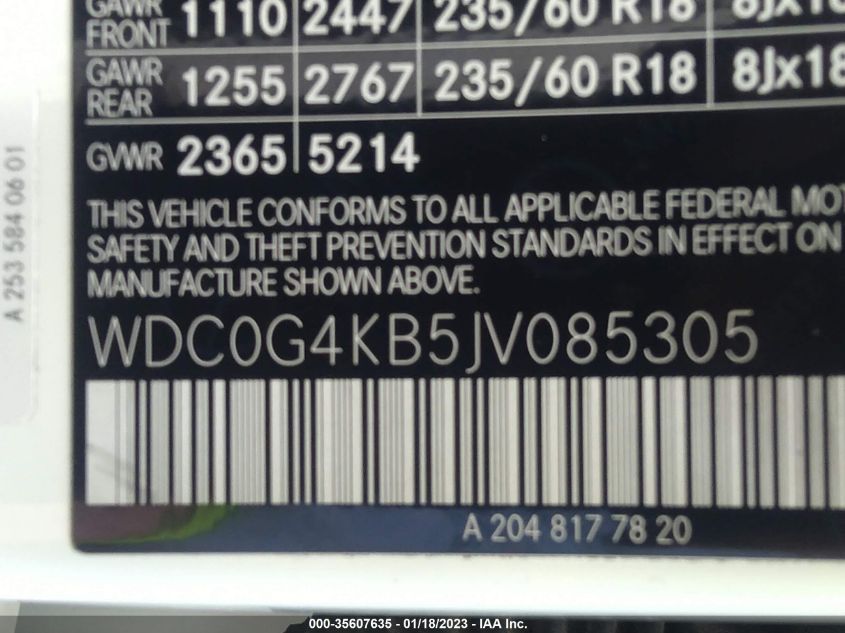 GAWR FRONT 1110 2447 235/60 R18 8Jx18
GAWR REAR 1255 2767 235/60 R18 8Jx18
GVWR 2365 5214
THIS VEHICLE CONFORMS TO ALL APPLICABLE FEDERAL MOT
SAFETY AND THEFT PREVENTION STANDARDS IN EFFECT ON
MANUFACTURE SHOWN ABOVE.
WDC0G4KB5JV085305
A 204 817 78 20
A 253 584 06 01
000-35607635 - 01/18/2023 - IAA Inc.